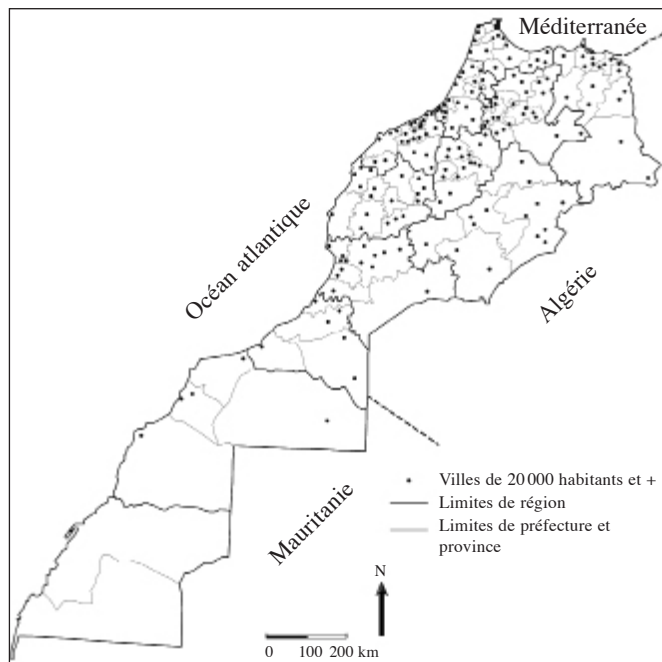 Méditerranée
Océan atlantique
Algérie
Mauritanie
Villes de 20 000 habitants et +
Limites de région
Limites de préfecture et
province
N
0 100 200 km